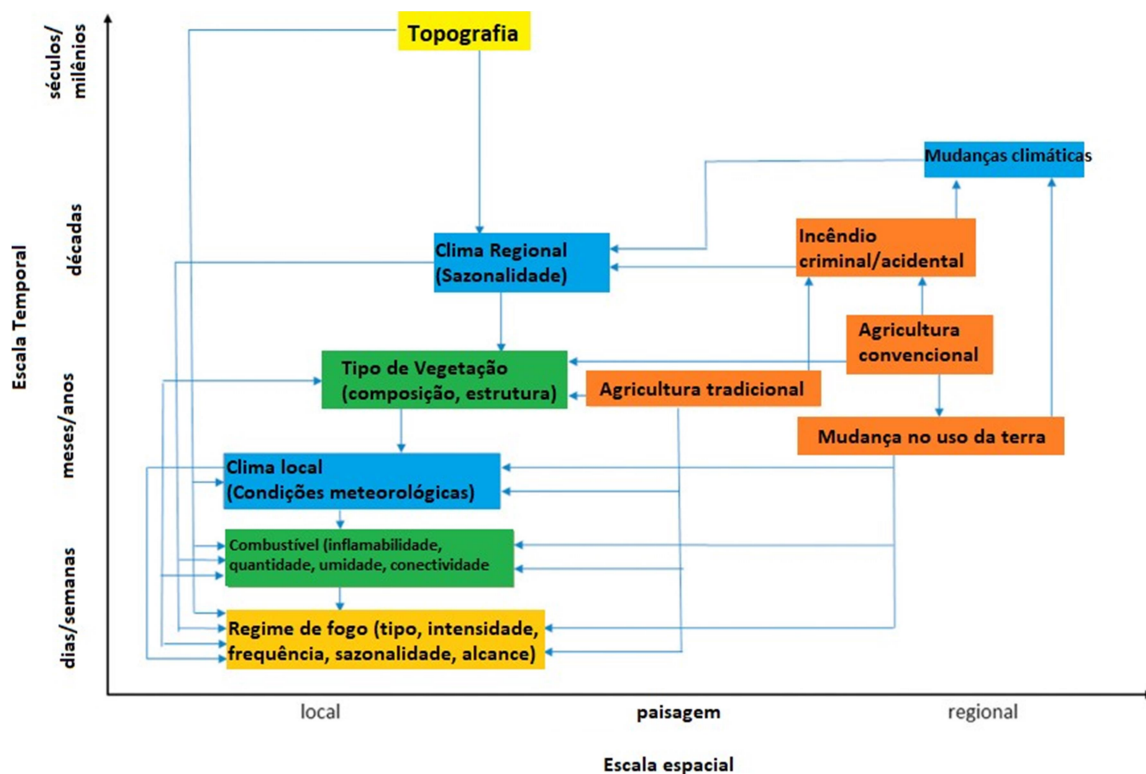 séculos/
milênios
Topografia
Mudanças climáticas
décadas
Escala Temporal
Clima Regional
(Sazonalidade)
Incêndio
criminal/acidental
Agricultura
convencional
Tipo de Vegetação
(composição, estrutura)
Agricultura tradicional
meses/anos
Mudança no uso da terra
Clima local
(Condições meteorológicas)
Combustível (inflamabilidade,
quantidade, umidade, conectividade
dias/semanas
Regime de fogo (tipo, intensidade,
frequência, sazonalidade, alcance)
local
paisagem
regional
Escala espacial